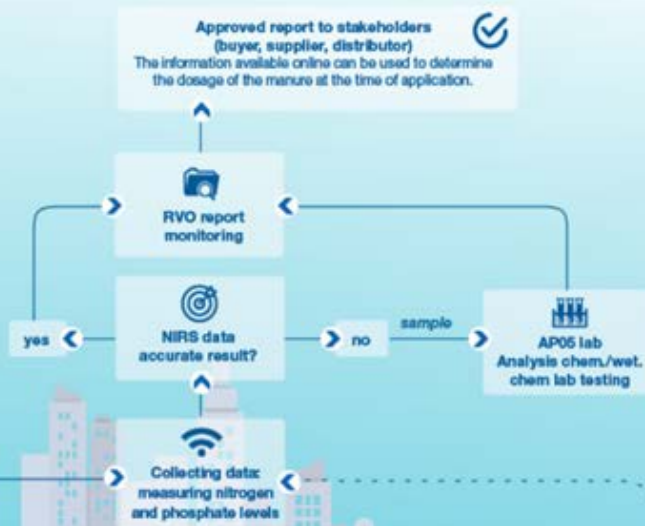 Approved report to stakeholders
(buyer, supplier, distributor)
The information available online can be used to determine
the dosage of the manure at the time of application.
RVO report
monitoring
yes
NIRS data
accurate result?
no
sample
AP05 lab
Analysis chem./wet.
chem lab testing
Collecting data:
measuring nitrogen
and phosphate levels